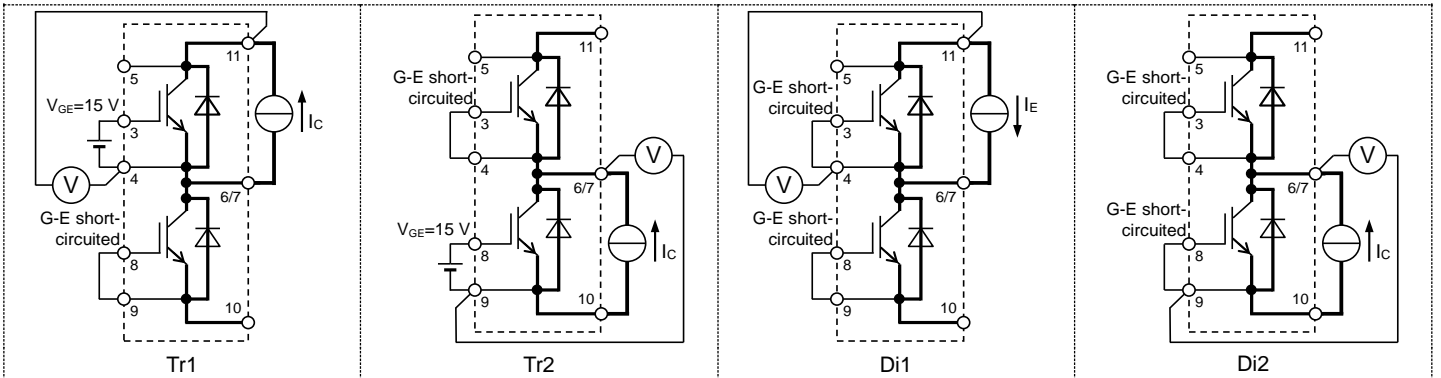 11
5
V_GE=15 V
3
I_C
4
V
6/7
G-E short-
circuited
8
9
10
Tr1
11
5
G-E short-
circuited
3
4
V
6/7
V_GE=15 V
8
I_C
9
10
Tr2
11
5
G-E short-
circuited
3
I_E
4
V
6/7
G-E short-
circuited
8
9
10
Di1
11
5
G-E short-
circuited
3
4
V
6/7
G-E short-
circuited
8
I_C
9
10
Di2